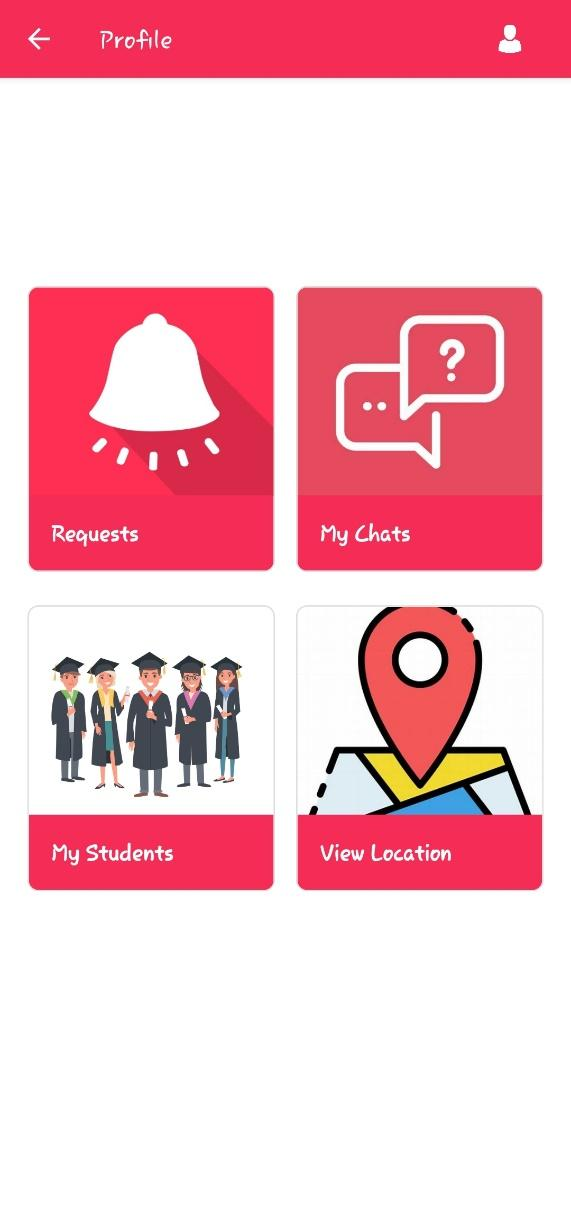 Profile
Requests
My Chats
My Students
View Location